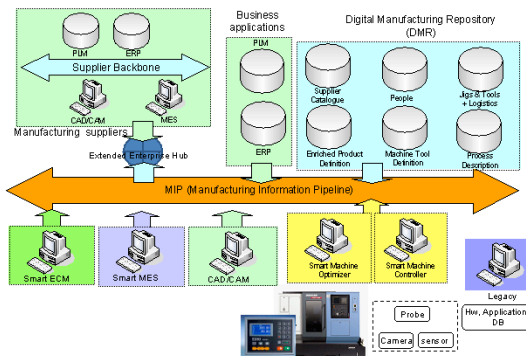 Business
applications
Digital Manufacturing Repository
(DMR)
PLM
ERP
Supplier Backbone
CAD/CAM
MES
Manufacturing suppliers
PLM
ERP
Supplier
Catalogue
People
Jigs & Tools
+ Logistics
Enriched Product
Definition
Machine Tool
Definition
Process
Description
Extended Enterprise Hub
MIP (Manufacturing Information Pipeline)
Smart ECM
Smart MES
CAD/CAM
Smart Machine
Optimizer
Smart Machine
Controller
Legacy
Hw, Application
DB
Probe
Camera
sensor